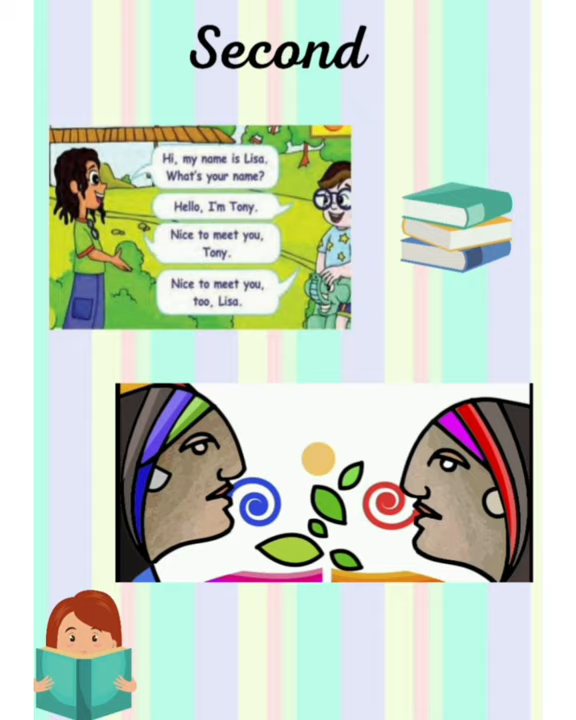 Second
Hi, my name is Lisa.
What's your name?
Hello, I'm Tony.
Nice to meet you,
Tony.
Nice to meet you,
too, Lisa.